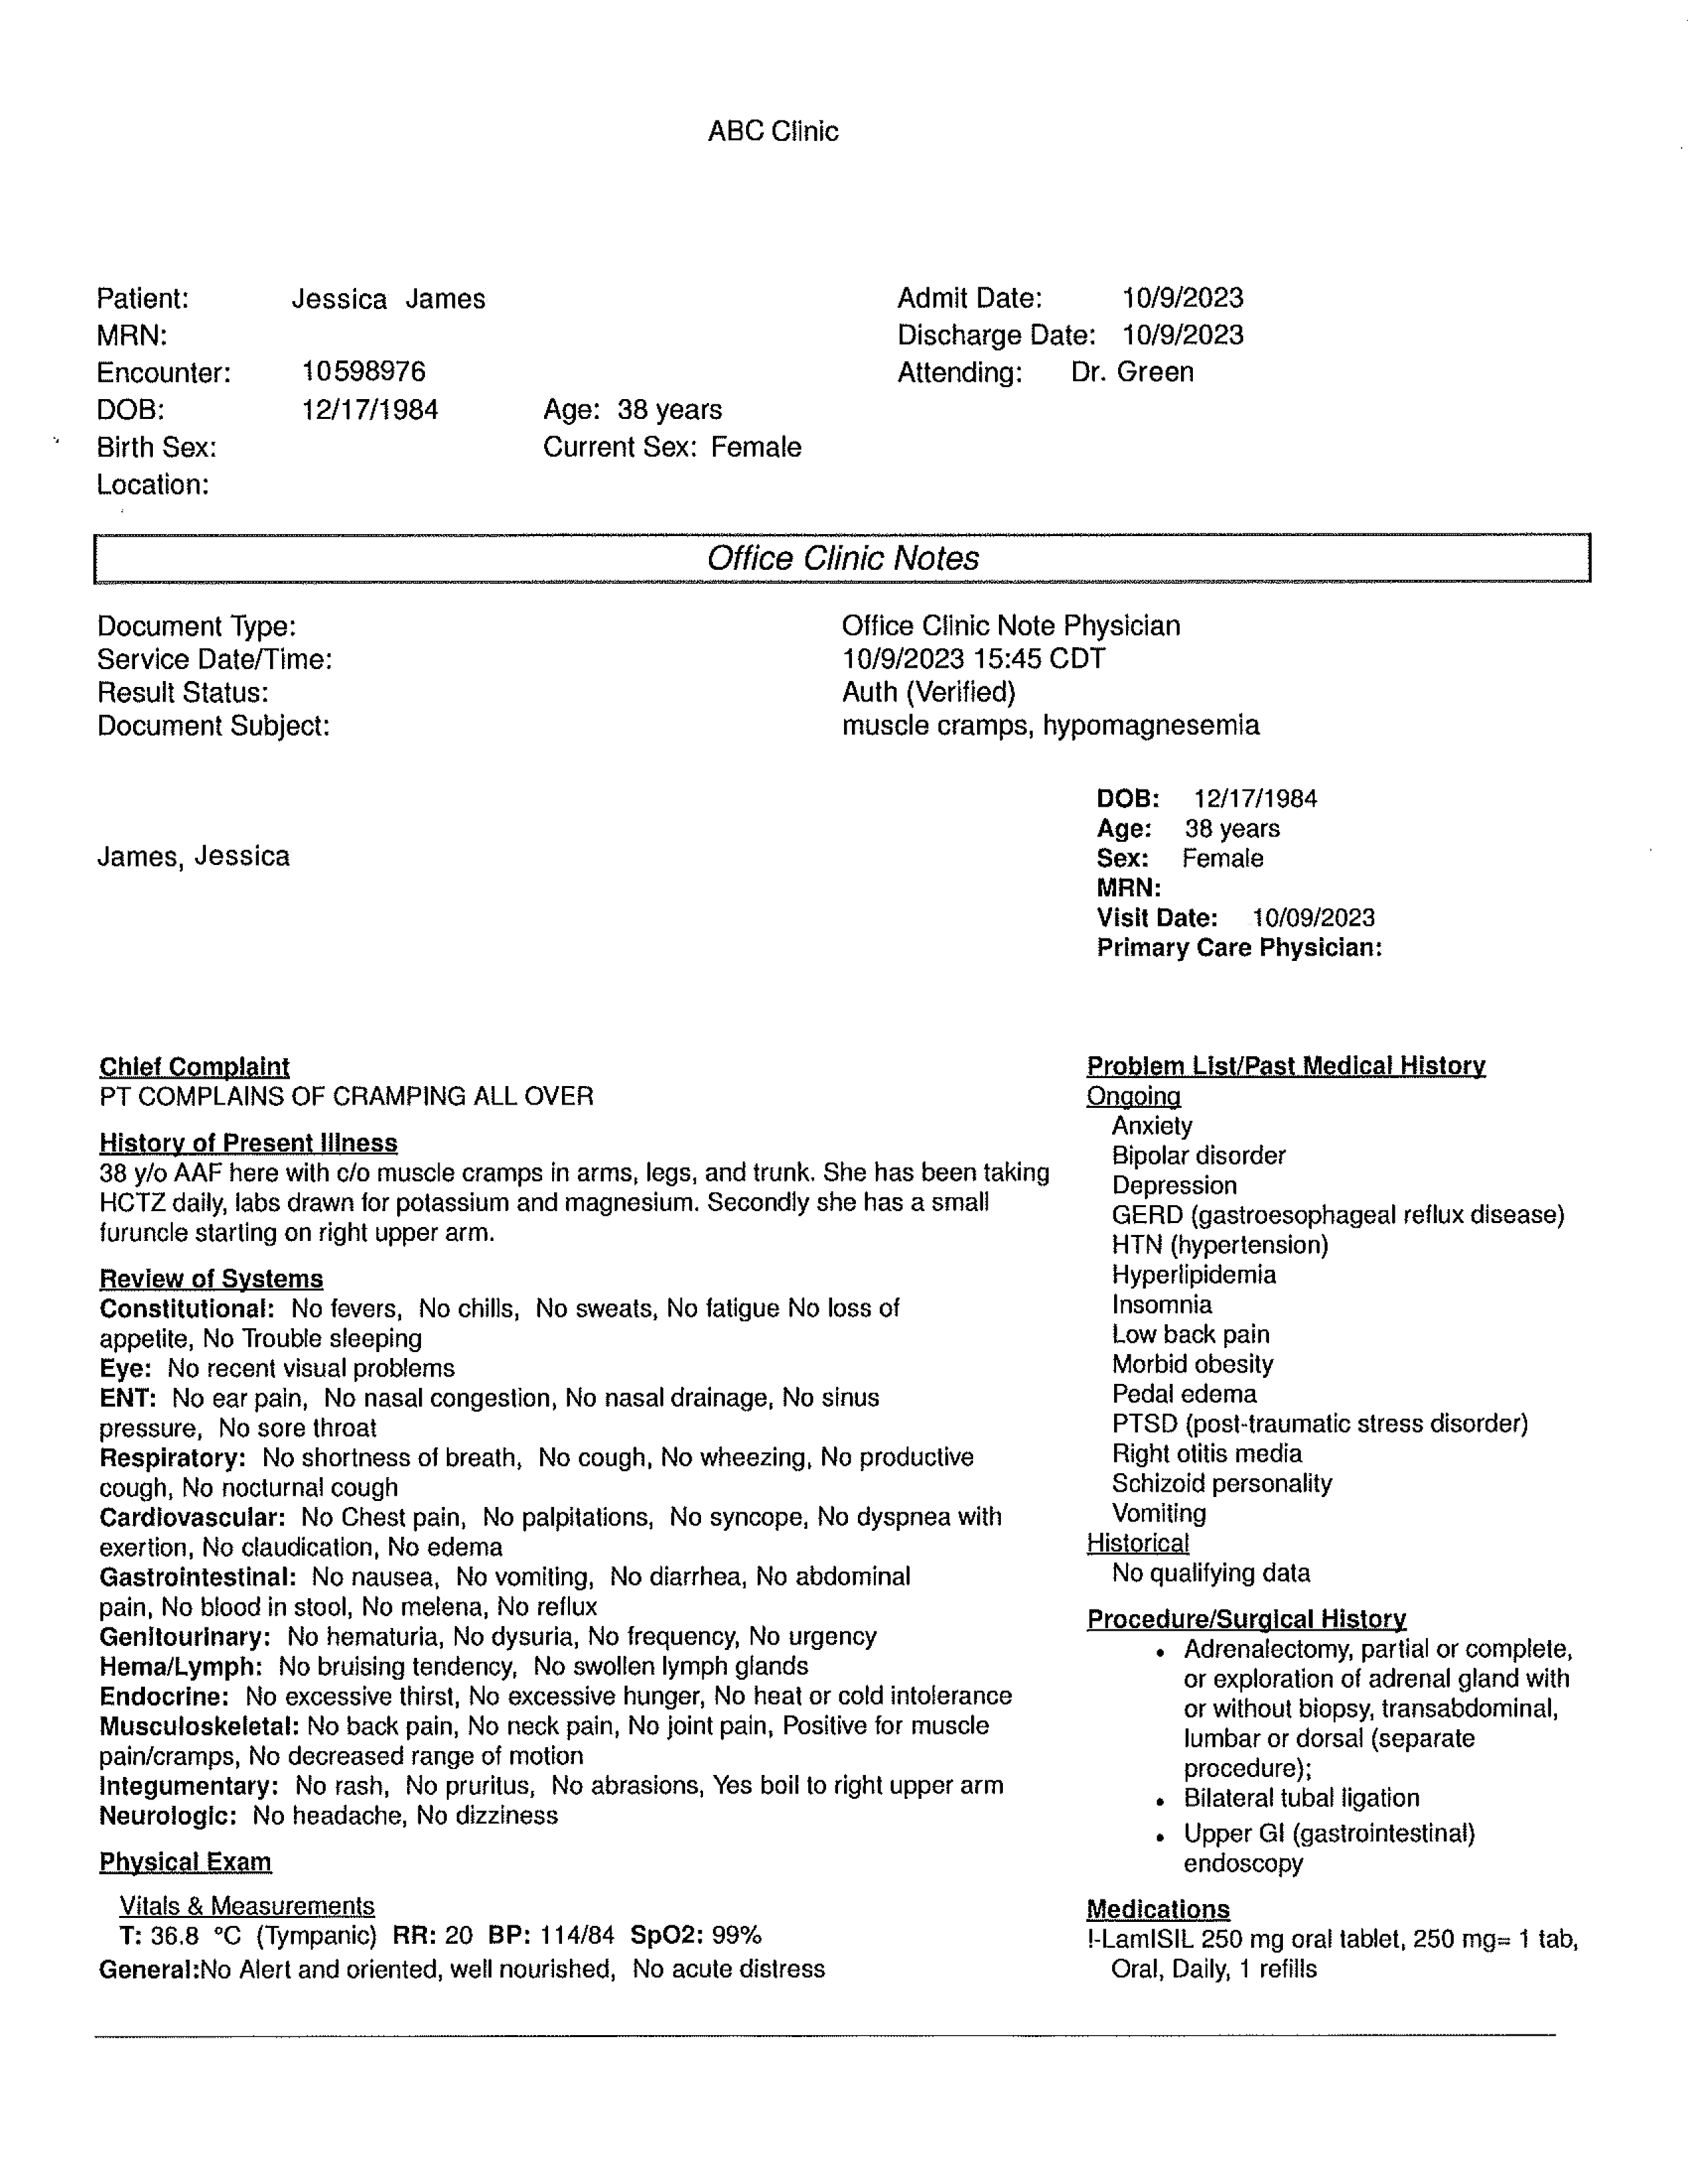 ABC Clinic
Patient: Jessica James
MRN:
Encounter: 10598976
DOB: 12/17/1984 Age: 38 years
Birth Sex: Current Sex: Female
Location:
Admit Date: 10/9/2023
Discharge Date: 10/9/2023
Attending: Dr. Green
Office Clinic Notes
Document Type: Office Clinic Note Physician
Service Date/Time: 10/9/2023 15:45 CDT
Result Status: Auth (Verified)
Document Subject: muscle cramps, hypomagnesemia
James, Jessica
DOB: 12/17/1984
Age: 38 years
Sex: Female
MRN:
Visit Date: 10/09/2023
Primary Care Physician:
Chief Complaint
PT COMPLAINS OF CRAMPING ALL OVER
History of Present Illness
38 y/o AAF here with c/o muscle cramps in arms, legs, and trunk. She has been taking
HCTZ daily, labs drawn for potassium and magnesium. Secondly she has a small
furuncle starting on right upper arm.
Review of Systems
Constitutional: No fevers, No chills, No sweats, No fatigue No loss of
appetite, No Trouble sleeping
Eye: No recent visual problems
ENT: No ear pain, No nasal congestion, No nasal drainage, No sinus
pressure, No sore throat
Respiratory: No shortness of breath, No cough, No wheezing, No productive
cough, No nocturnal cough
Cardiovascular: No Chest pain, No palpitations, No syncope, No dyspnea with
exertion, No claudication, No edema
Gastrointestinal: No nausea, No vomiting, No diarrhea, No abdominal
pain, No blood in stool, No melena, No reflux
Genitourinary: No hematuria, No dysuria, No frequency, No urgency
Hema/Lymph: No bruising tendency, No swollen lymph glands
Endocrine: No excessive thirst, No excessive hunger, No heat or cold intolerance
Musculoskeletal: No back pain, No neck pain, No joint pain, Positive for muscle
pain/cramps, No decreased range of motion
Integumentary: No rash, No pruritus, No abrasions, Yes boil to right upper arm
Neurologic: No headache, No dizziness
Physical Exam
Vitals & Measurements
T: 36.8 °C (Tympanic) RR: 20 BP: 114/84 SpO2: 99%
General:No Alert and oriented, well nourished, No acute distress
Problem List/Past Medical History
Ongoing
Anxiety
Bipolar disorder
Depression
GERD (gastroesophageal reflux disease)
HTN (hypertension)
Hyperlipidemia
Insomnia
Low back pain
Morbid obesity
Pedal edema
PTSD (post-traumatic stress disorder)
Right otitis media
Schizoid personality
Vomiting
Historical
No qualifying data
Procedure/Surgical History
• Adrenalectomy, partial or complete,
or exploration of adrenal gland with
or without biopsy, transabdominal,
lumbar or dorsal (separate
procedure);
• Bilateral tubal ligation
• Upper GI (gastrointestinal)
endoscopy
Medications
!-LamISIL 250 mg oral tablet, 250 mg= 1 tab,
Oral, Daily, 1 refills